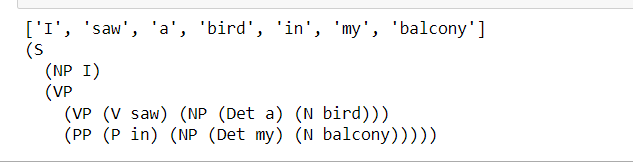 ['I', 'saw', 'a', 'bird', 'in', 'my', 'balcony']
(S
  (NP I)
  (VP
    (VP (V saw) (NP (Det a) (N bird)))
    (PP (P in) (NP (Det my) (N balcony)))))